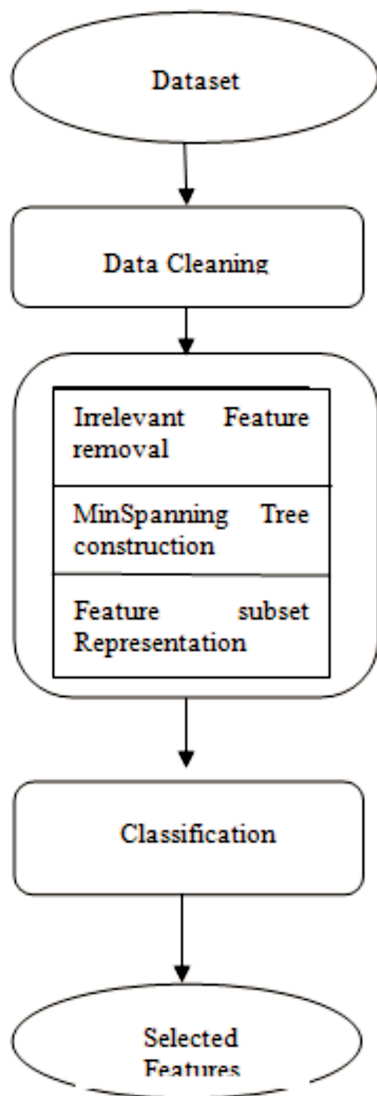 Dataset
Data Cleaning
Irrelevant Feature
removal
MinSpanning Tree
construction
Feature subset
Representation
Classification
Selected
Features